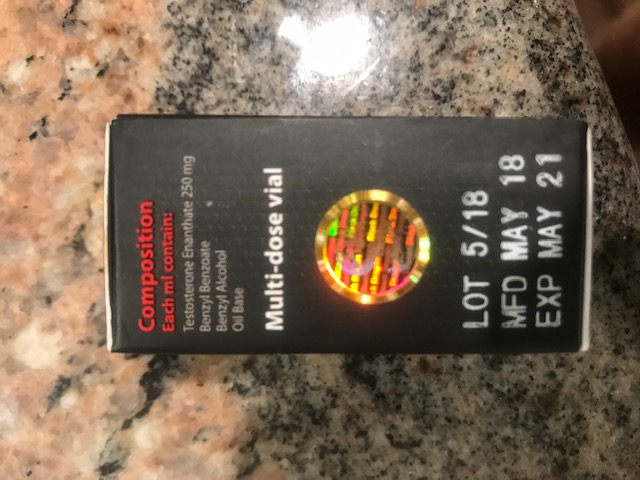 Composition
Each ml contain:
Testosterone Enanthate 250 mg
Benzyl Benzoate
Benzyl Alcohol
Oil Base
Multi-dose vial
LOT 5/18
MFD MAY 18
EXP MAY 21